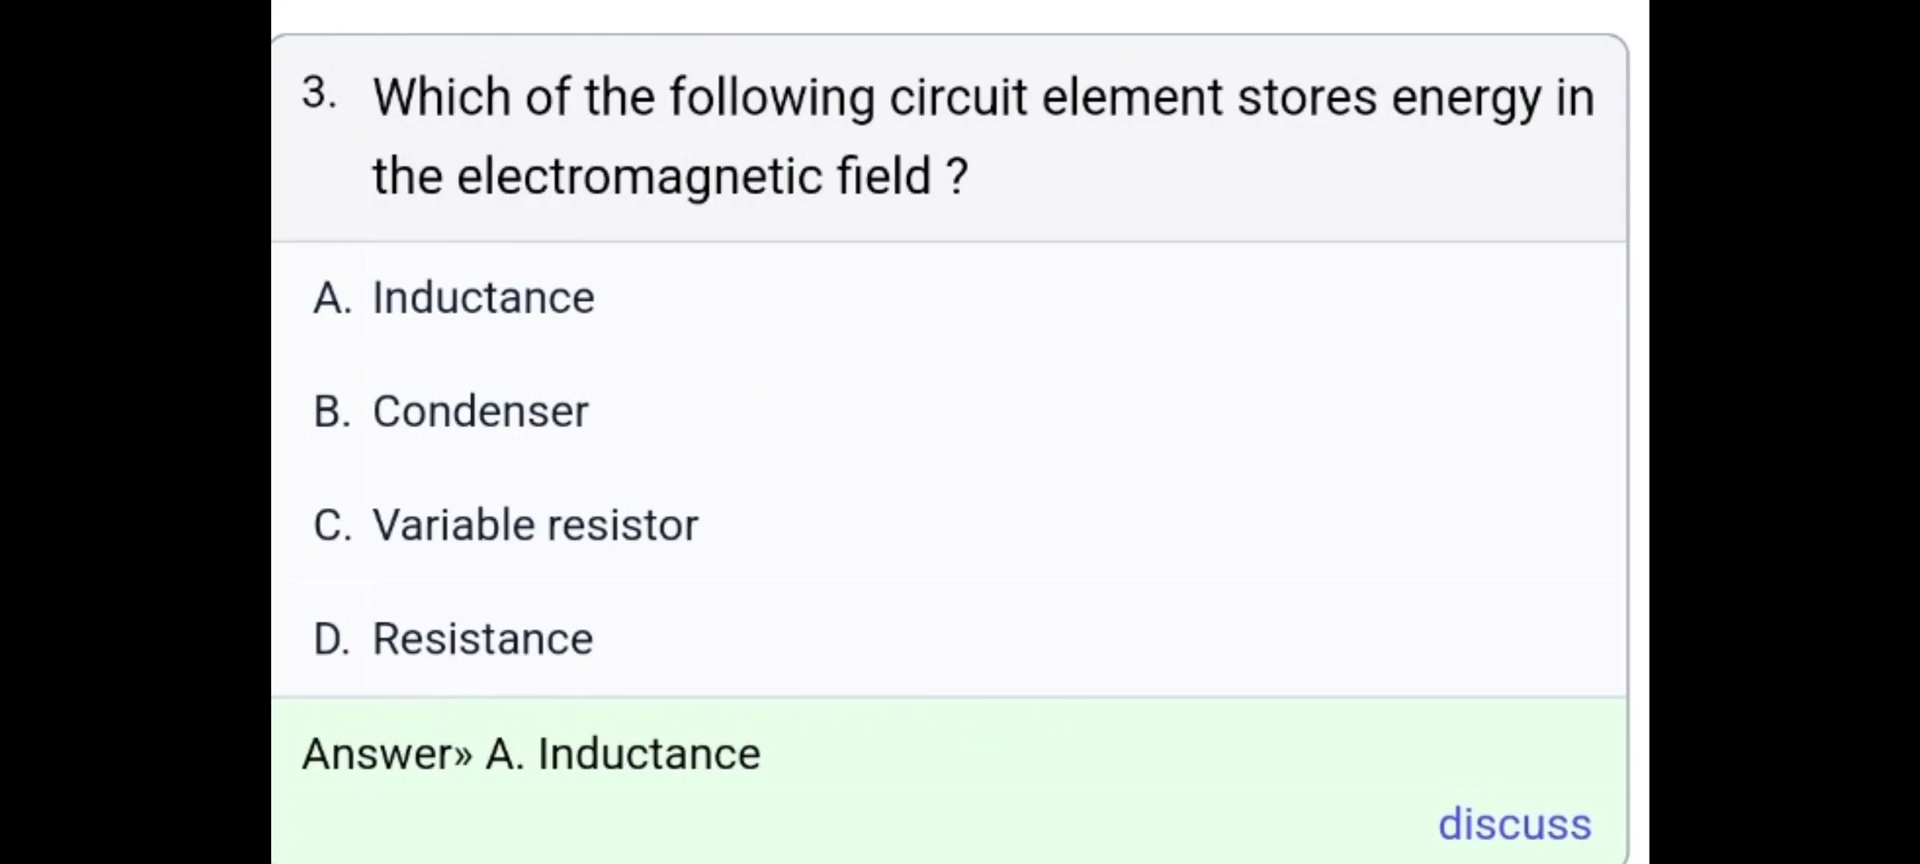 3. Which of the following circuit element stores energy in
the electromagnetic field ?
A. Inductance
B. Condenser
C. Variable resistor
D. Resistance
Answer» A. Inductance
discuss